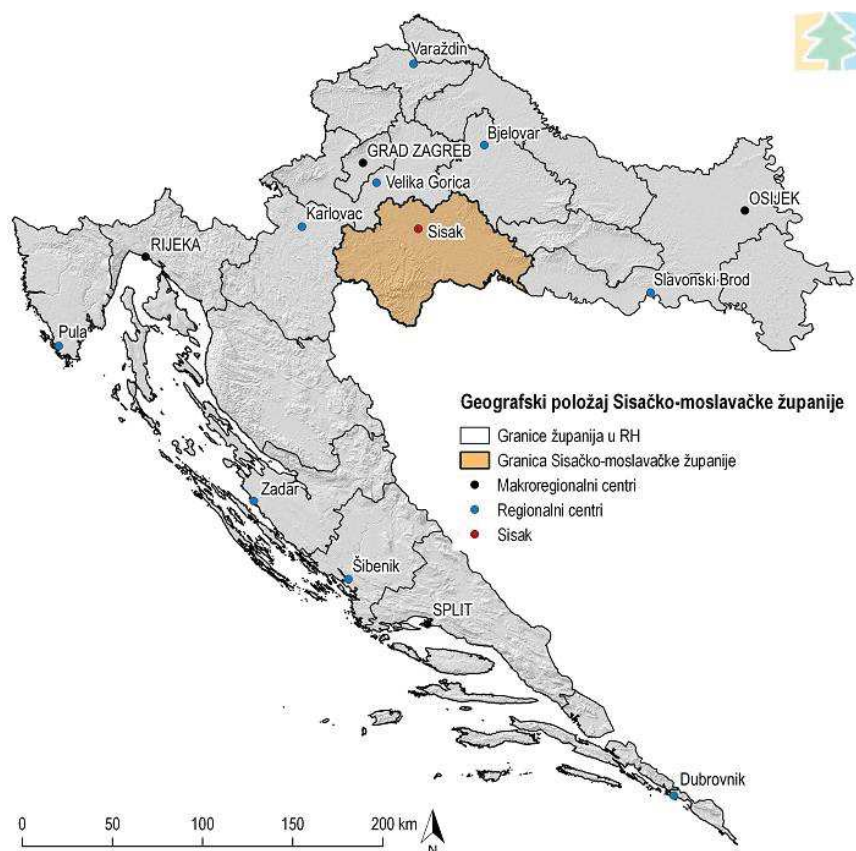 Varaždin
Bjelovar
GRAD ZAGREB
Velika Gorica
OSIJEK
Karlovac
Sisak
RIJEKA
Slavonski Brod
Pula
Geografski položaj Sisačko-moslavačke županije
Granice županija u RH
Granica Sisačko-moslavačke županije
Makroregionalni centri
Regionalni centri
Sisak
Zadar
Šibenik
SPLIT
Dubrovnik
0 50 100 150 200 km
N